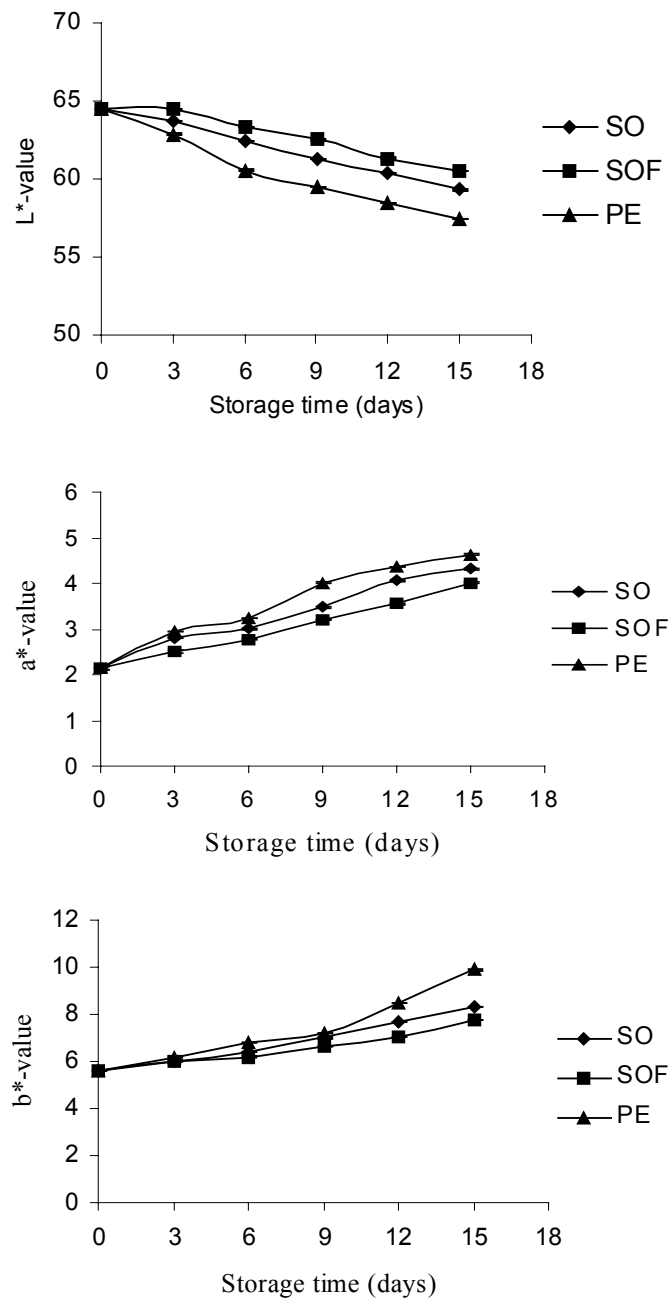 70
65
60
55
50
L*-value
0 3 6 9 12 15 18
Storage time (days)
SO
SOF
PE
6
5
4
3
2
1
0
a*-value
0 3 6 9 12 15 18
Storage time (days)
SO
SOF
PE
12
10
8
6
4
2
0
b*-value
0 3 6 9 12 15 18
Storage time (days)
SO
SOF
PE